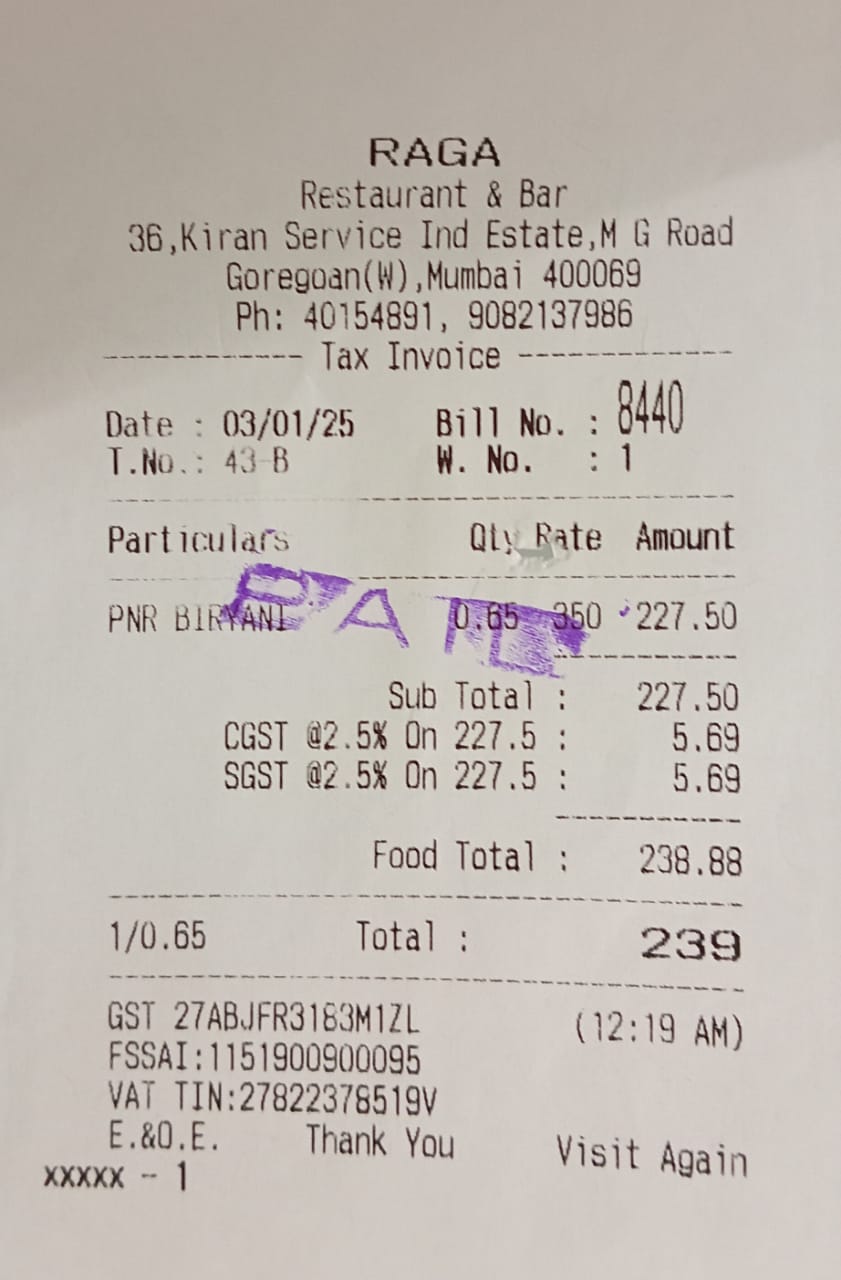 RAGA
Restaurant & Bar
36,Kiran Service Ind Estate,M G Road
Goregoan(W),Mumbai 400069
Ph: 40154891, 9082137986
------------ Tax Invoice -------------
Date : 03/01/25 Bill No. : 8440
T.No.: 43-B W. No. : 1
Particulars Qty Rate Amount
PNR BIRYANI 0.65 350 227.50
PAID
Sub Total : 227.50
CGST @2.5% On 227.5 : 5.69
SGST @2.5% On 227.5 : 5.69
Food Total : 238.88
1/0.65 Total : 239
GST 27ABJFR3183M1ZL (12:19 AM)
FSSAI:1151900900095
VAT TIN:27822378519V
E.&O.E. Thank You Visit Again
xxxxx - 1